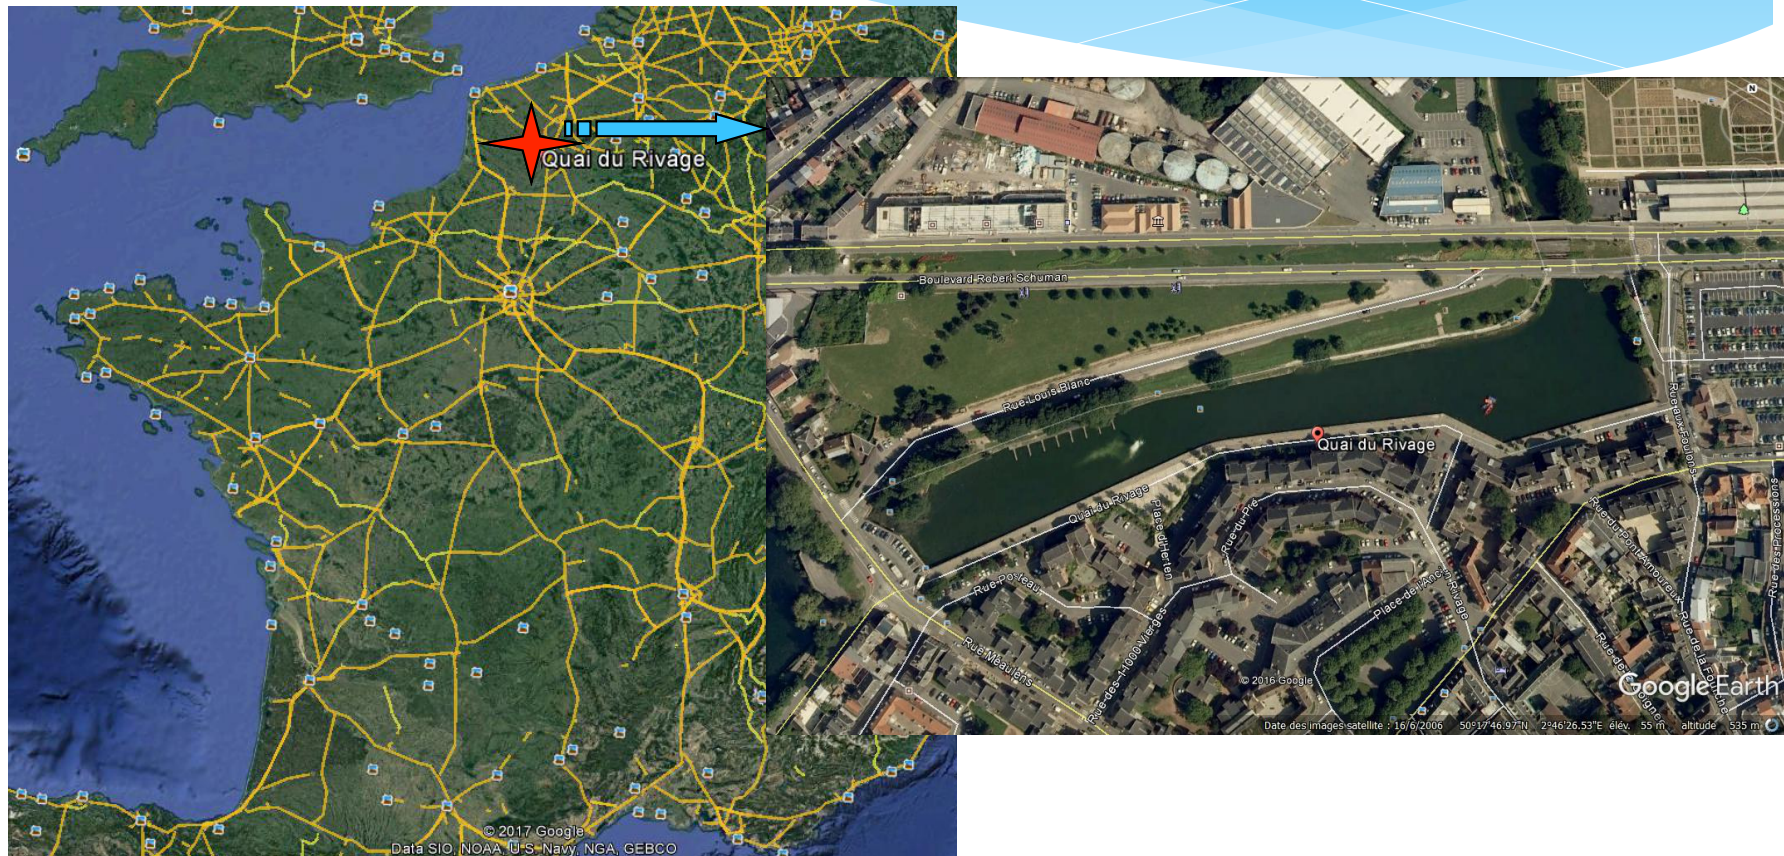 Quai du Rivage
© 2017 Google
Data SIO, NOAA, U.S. Navy, NGA, GEBCO
N
Boulevard Robert Schuman
Rue Louis Blanc
Rue aux Foulons
Quai du Rivage
Quai du Rivage
Place d'Herten
Rue du Pré
Rue des Processions
Rue du Pont Amoureux
Rue Poteau
Place de l'Ancien Rivage
Rue Méaulens
Rue des 11000 Vierges
Rue de la Fourche
© 2016 Google
Google Earth
Date des images satellite : 16/6/2006 50°17'46.97"N 2°46'26.53"E élév. 55 m altitude 535 m